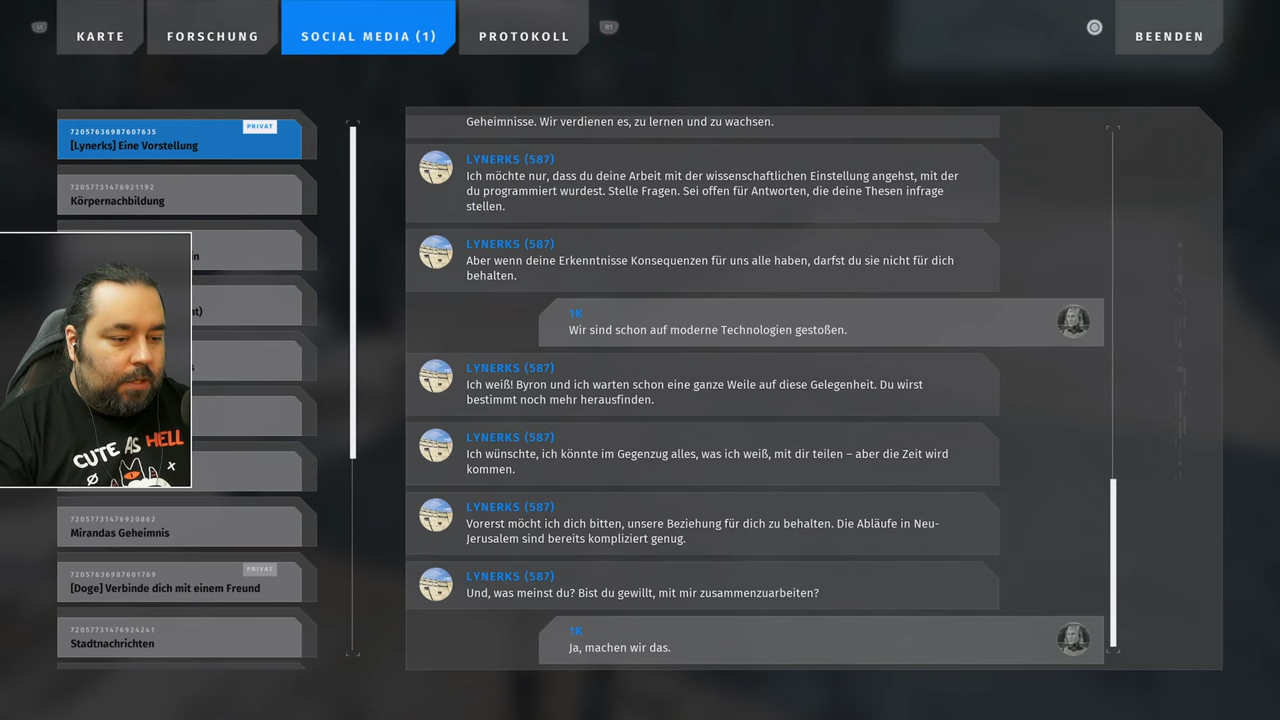 L1
KARTE
FORSCHUNG
SOCIAL MEDIA (1)
PROTOKOLL
R1
BEENDEN
72057636987607635
PRIVAT
[Lynerks] Eine Vorstellung
72057731476921192
Körpernachbildung
n
t)
CUTE AS HELL
72057731476920862
Mirandas Geheimnis
72057636987601769
PRIVAT
[Doge] Verbinde dich mit einem Freund
72057731476924241
Stadtnachrichten
Geheimnisse. Wir verdienen es, zu lernen und zu wachsen.
LYNERKS (587)
Ich möchte nur, dass du deine Arbeit mit der wissenschaftlichen Einstellung angehst, mit der
du programmiert wurdest. Stelle Fragen. Sei offen für Antworten, die deine Thesen infrage
stellen.
LYNERKS (587)
Aber wenn deine Erkenntnisse Konsequenzen für uns alle haben, darfst du sie nicht für dich
behalten.
1K
Wir sind schon auf moderne Technologien gestoßen.
LYNERKS (587)
Ich weiß! Byron und ich warten schon eine ganze Weile auf diese Gelegenheit. Du wirst
bestimmt noch mehr herausfinden.
LYNERKS (587)
Ich wünschte, ich könnte im Gegenzug alles, was ich weiß, mit dir teilen – aber die Zeit wird
kommen.
LYNERKS (587)
Vorerst möcht ich dich bitten, unsere Beziehung für dich zu behalten. Die Abläufe in Neu-
Jerusalem sind bereits kompliziert genug.
LYNERKS (587)
Und, was meinst du? Bist du gewillt, mit mir zusammenzuarbeiten?
1K
Ja, machen wir das.